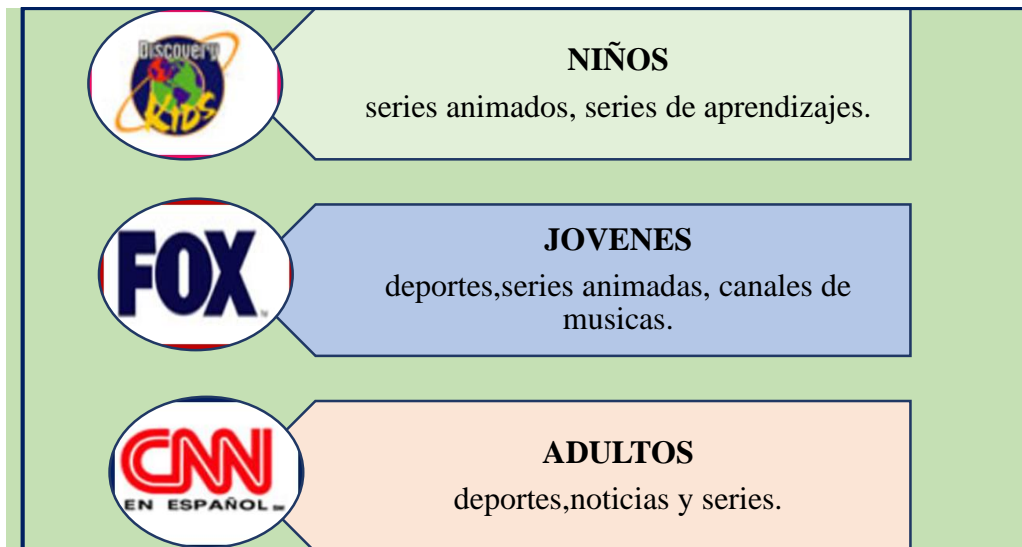 Discovery
KIDS
NIÑOS
series animados, series de aprendizajes.
FOX
JOVENES
deportes,series animadas, canales de
musicas.
CNN
EN ESPAÑOL
ADULTOS
deportes,noticias y series.